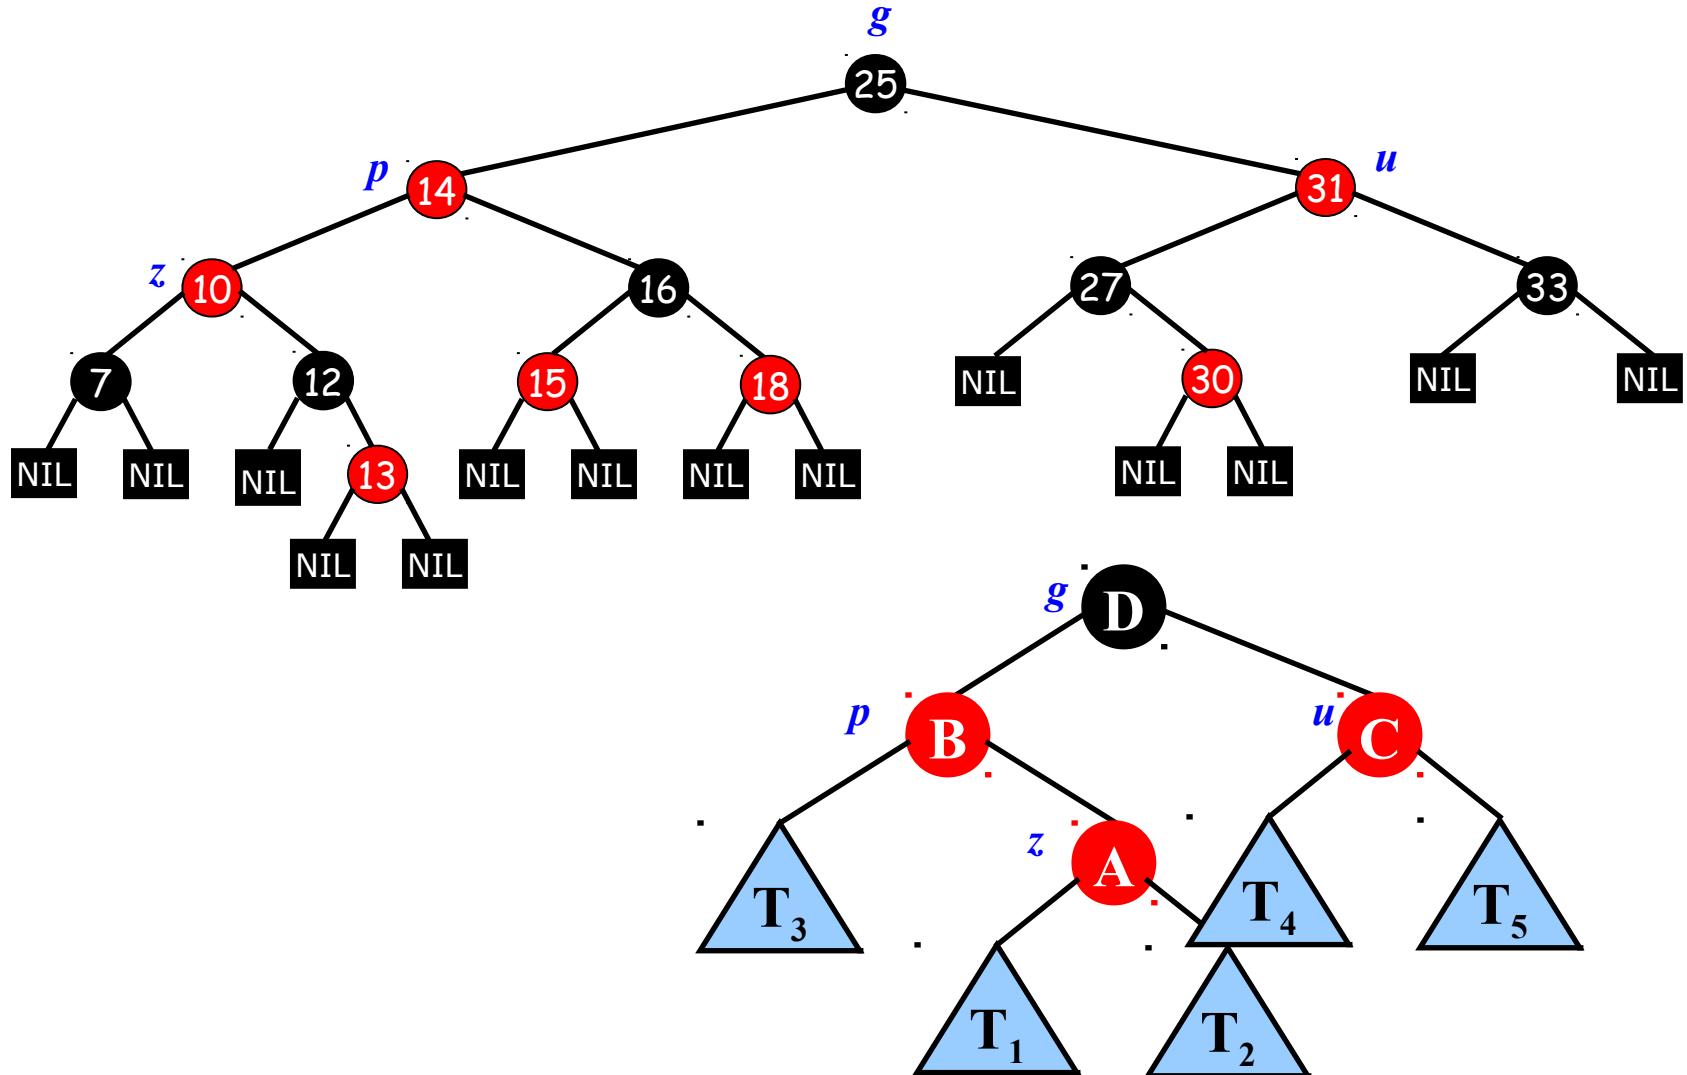 g
25
p 14 31 u
z 10 16 27 33
7 12 15 18 NIL 30 NIL NIL
NIL NIL NIL 13 NIL NIL NIL NIL NIL NIL
NIL NIL
g D
p B u C
z A
T3 T4 T5
T1 T2